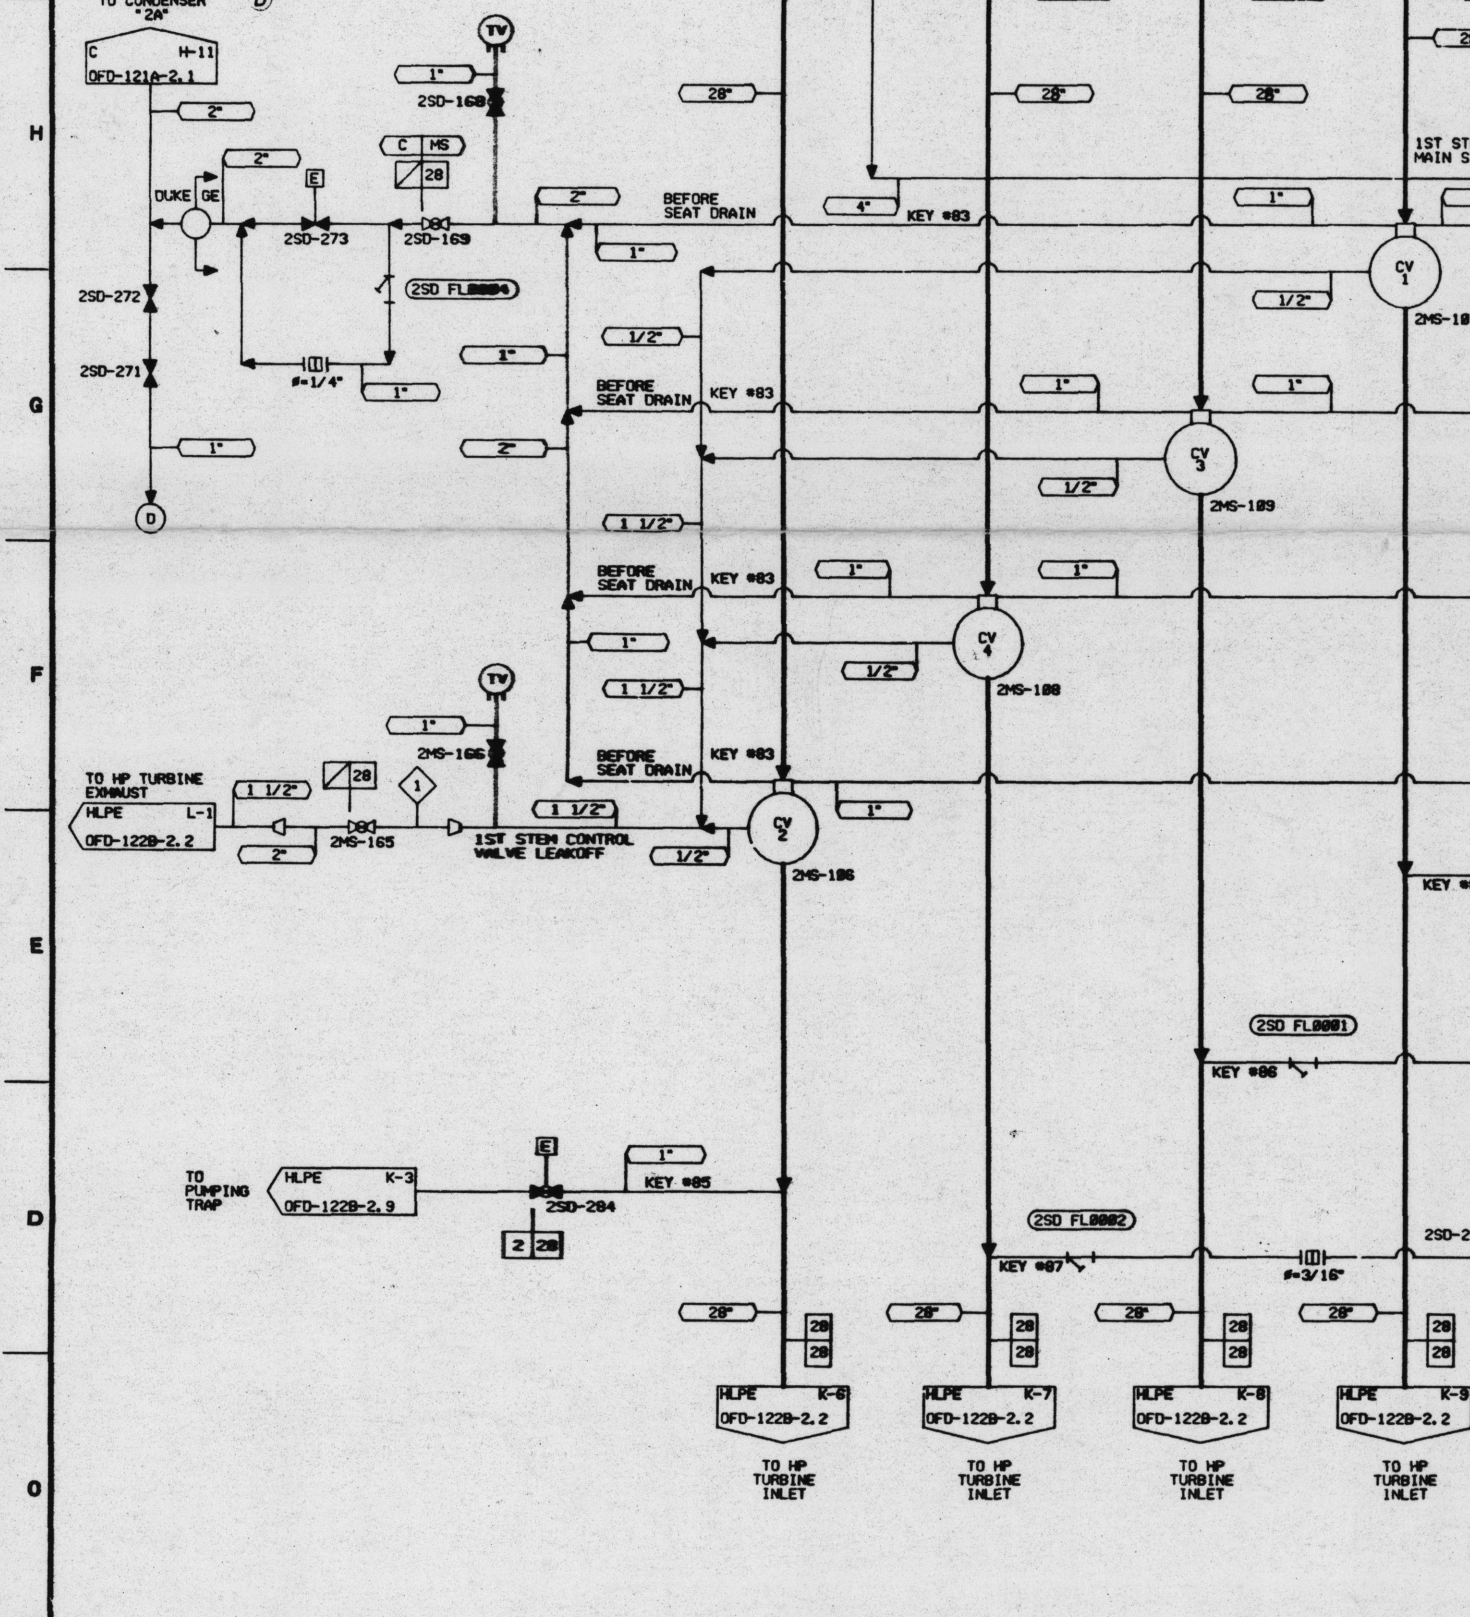 "2A"
C H-11
OFD-121A-2.1
2"
2"
E
DUKE GE
2SD-273
2SD-272
2SD-271
1"
D
TV
1"
2SD-168
C MS
28
2SD-169
2SD
Ø=1/4"
1"
2"
BEFORE
SEAT DRAIN
1"
KEY #83
4"
28"
28"
28"
1ST
MAIN
1"
CV
1
1/2"
1/2"
1"
BEFORE
SEAT DRAIN
KEY #83
1"
1"
2"
CV
3
1/2"
2MS-109
1 1/2"
BEFORE
SEAT DRAIN
KEY #83
1"
1"
1"
CV
4
1/2"
2MS-108
1 1/2"
TV
1"
2MS-166
BEFORE
SEAT DRAIN
KEY #83
1"
TO HP TURBINE
EXHAUST
HLPE L-1
OFD-122B-2.2
1 1/2"
28
1
2"
2MS-165
1 1/2"
1ST STEM CONTROL
VALVE LEAKOFF
1/2"
CV
2
2MS-106
KEY
2SD FL0001
KEY #86
TO
PUMPING
TRAP
HLPE K-3
OFD-122B-2.9
E
1"
KEY #85
2SD-284
2 28
2SD FL0002
KEY #87
Ø=3/16"
28"
28
28
28"
28
28
28"
28
28
28"
28
28
HLPE K-6
OFD-122B-2.2
HLPE K-7
OFD-122B-2.2
HLPE K-8
OFD-122B-2.2
HLPE K-9
OFD-122B-2.2
TO HP
TURBINE
INLET
TO HP
TURBINE
INLET
TO HP
TURBINE
INLET
TO HP
TURBINE
INLET
H
G
F
E
D